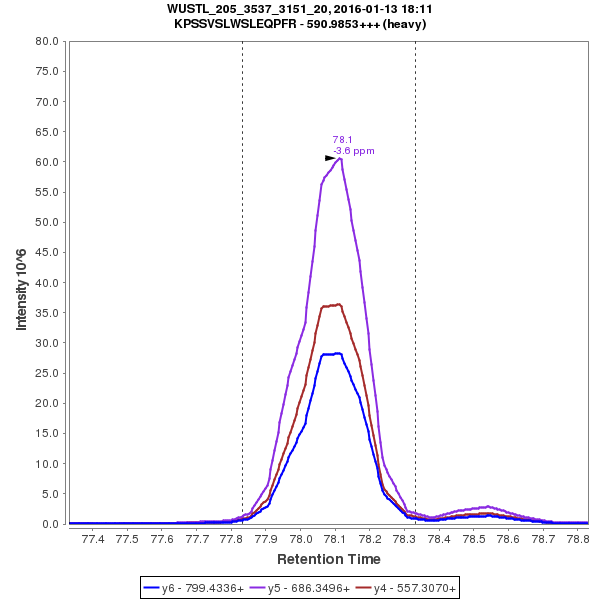 WUSTL_205_3537_3151_20, 2016-01-13 18:11
KPSSVSLWSLEQPFR - 590.9853+++ (heavy)
80.0
75.0
70.0
65.0
60.0
55.0
50.0
45.0
40.0
35.0
30.0
25.0
20.0
15.0
10.0
5.0
0.0
Intensity 10^6
78.1
-3.6 ppm
77.4 77.5 77.6 77.7 77.8 77.9 78.0 78.1 78.2 78.3 78.4 78.5 78.6 78.7 78.8
Retention Time
y6 - 799.4336+ y5 - 686.3496+ y4 - 557.3070+